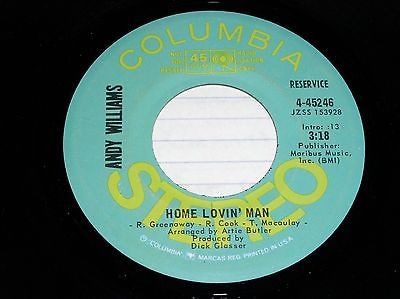 COLUMBIA
45
RESERVICE
4-45246
JZSS 153928
Intro: :13
3:18
Publisher:
Moribus Music,
Inc. (BMI)
ANDY WILLIAMS
STEREO
HOME LOVIN' MAN
- R. Greenaway - R. Cook - T. Macaulay -
Arranged by Artie Butler
Produced by
Dick Glasser
"COLUMBIA", MARCAS REG. PRINTED IN U.S.A.